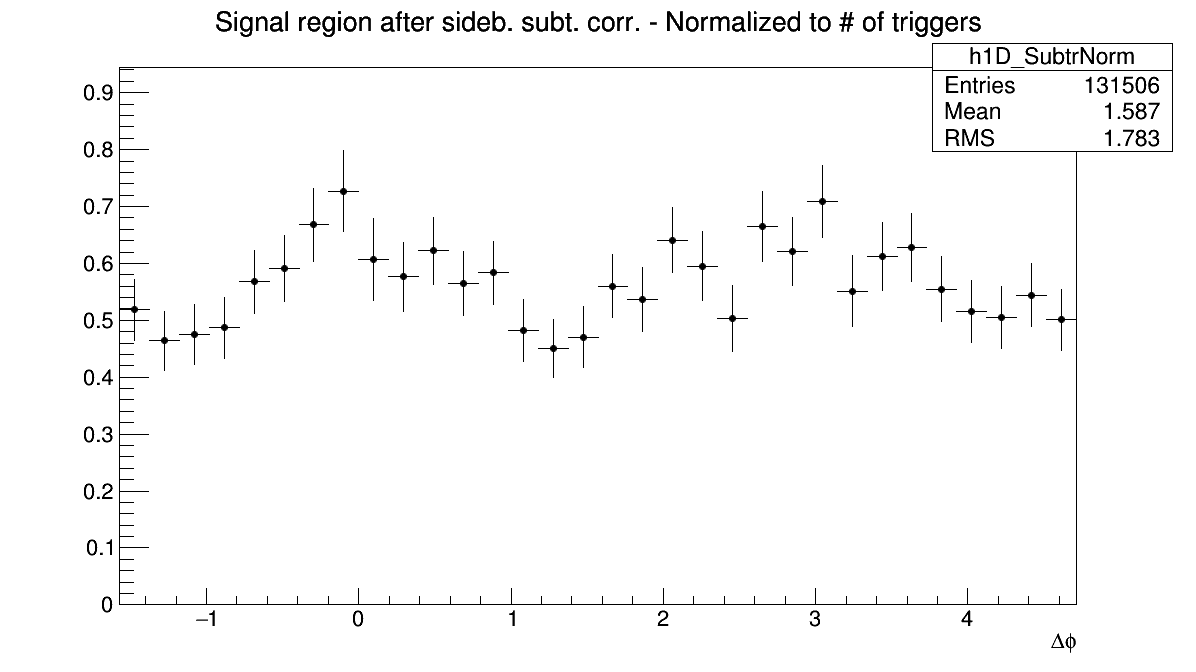 Signal region after sideb. subt. corr. - Normalized to # of triggers
h1D_SubtrNorm
Entries 131506
Mean 1.587
RMS 1.783
0.9
0.8
0.7
0.6
0.5
0.4
0.3
0.2
0.1
0
−1 0 1 2 3 4
Δϕ